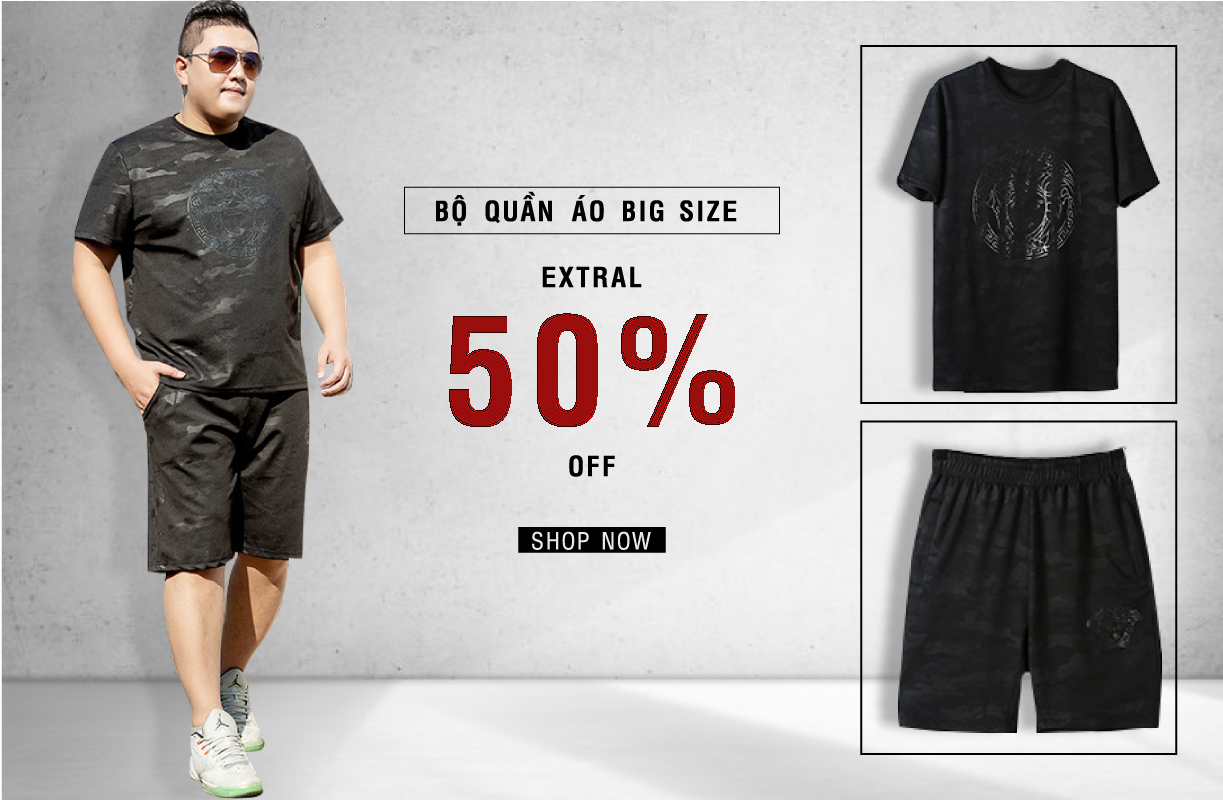 BỘ QUẦN ÁO BIG SIZE
EXTRAL
50%
OFF
SHOP NOW